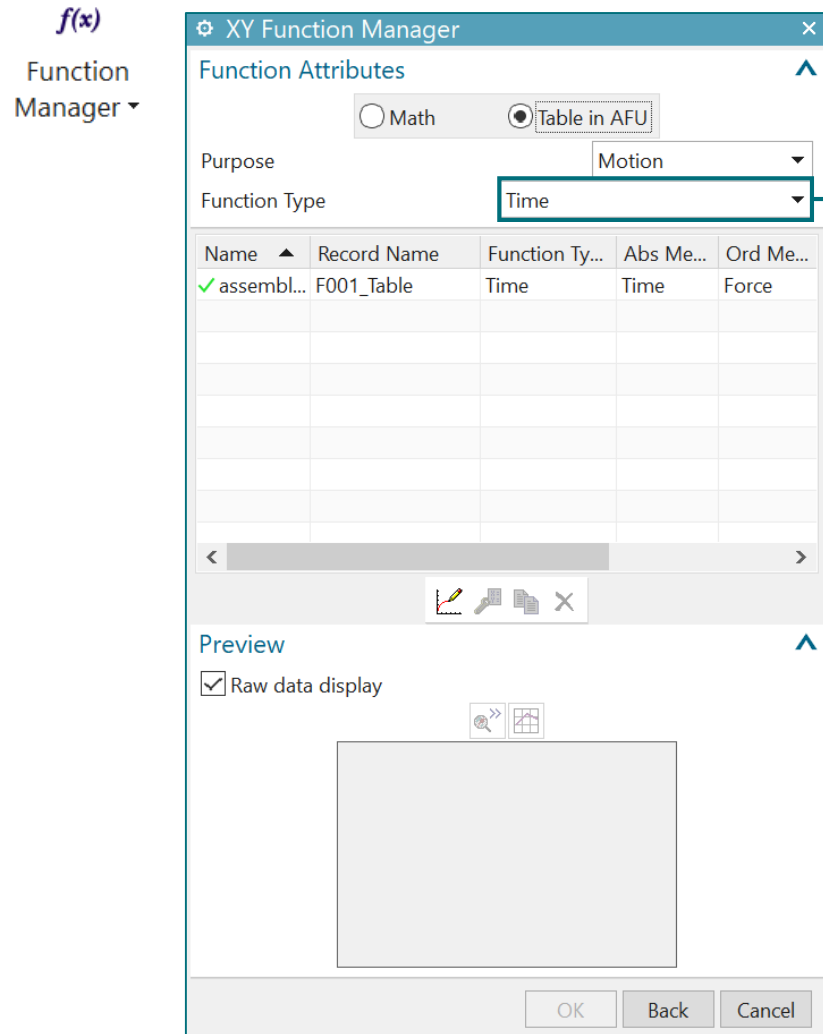 f(x)
Function
Manager
XY Function Manager
Function Attributes
Math Table in AFU
Purpose Motion
Function Type Time
Name Record Name Function Ty... Abs Me... Ord Me...
assembl... F001_Table Time Time Force
Preview
Raw data display
OK Back Cancel